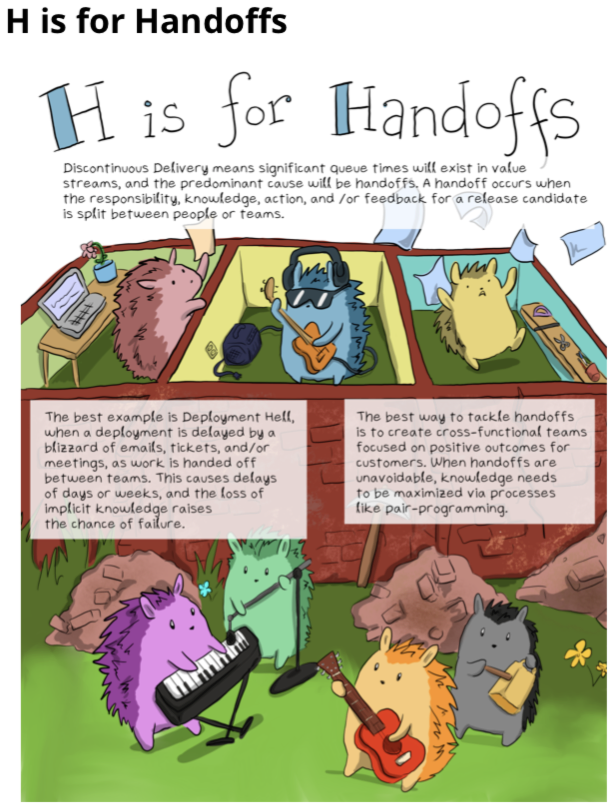 H is for Handoffs
H is for Handoffs
Discontinuous Delivery means significant queue times will exist in value
streams, and the predominant cause will be handoffs. A handoff occurs when
the responsibility, knowledge, action, and /or feedback for a release candidate
is split between people or teams.
The best example is Deployment Hell,
when a deployment is delayed by a
blizzard of emails, tickets, and/or
meetings, as work is handed off
between teams. This causes delays
of days or weeks, and the loss of
implicit knowledge raises
the chance of failure.
The best way to tackle handoffs
is to create cross-functional teams
focused on positive outcomes for
customers. When handoffs are
unavoidable, knowledge needs
to be maximized via processes
like pair-programming.